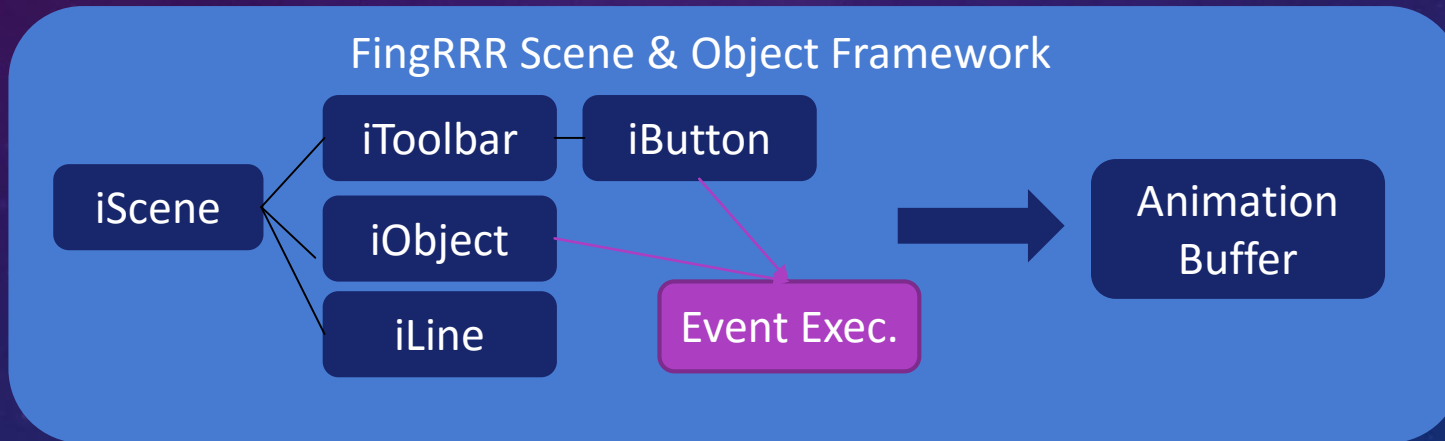 FingRRR Scene & Object Framework
iToolbar
iButton
iScene
iObject
iLine
Event Exec.
Animation
Buffer